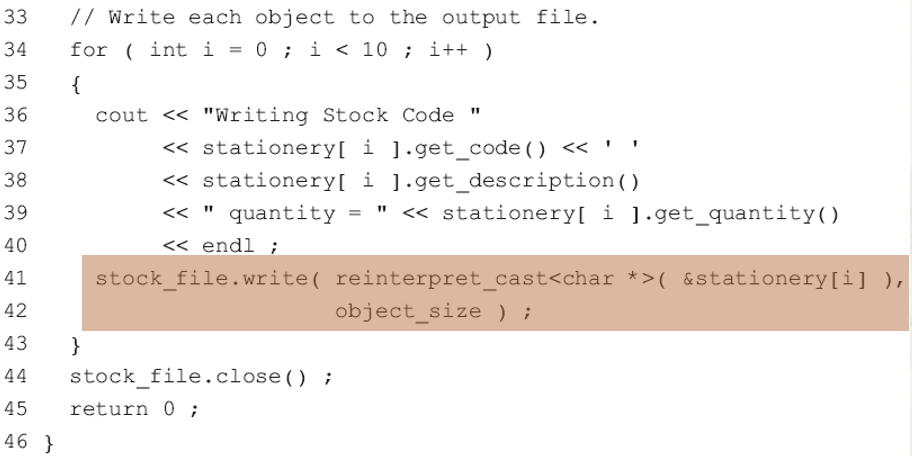 33 // Write each object to the output file.
34 for ( int i = 0 ; i < 10 ; i++ )
35 {
36 cout << "Writing Stock Code "
37 << stationery[ i ].get_code() << ' '
38 << stationery[ i ].get_description()
39 << " quantity = " << stationery[ i ].get_quantity()
40 << endl ;
41 stock_file.write( reinterpret_cast<char *>( &stationery[i] ),
42 object_size ) ;
43 }
44 stock_file.close() ;
45 return 0 ;
46 }